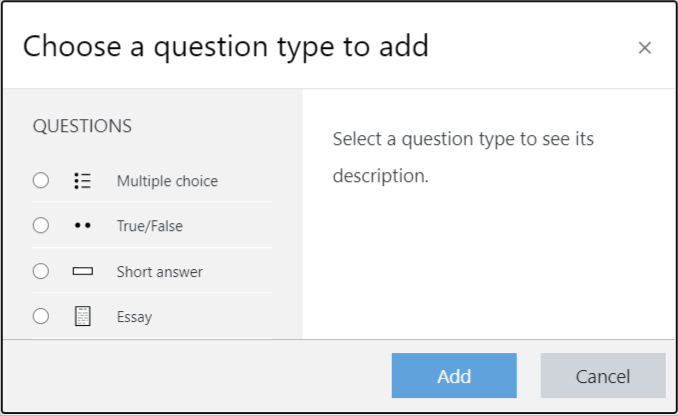 Choose a question type to add
×
QUESTIONS
Multiple choice
True/False
Short answer
Essay
Select a question type to see its
description.
Add
Cancel